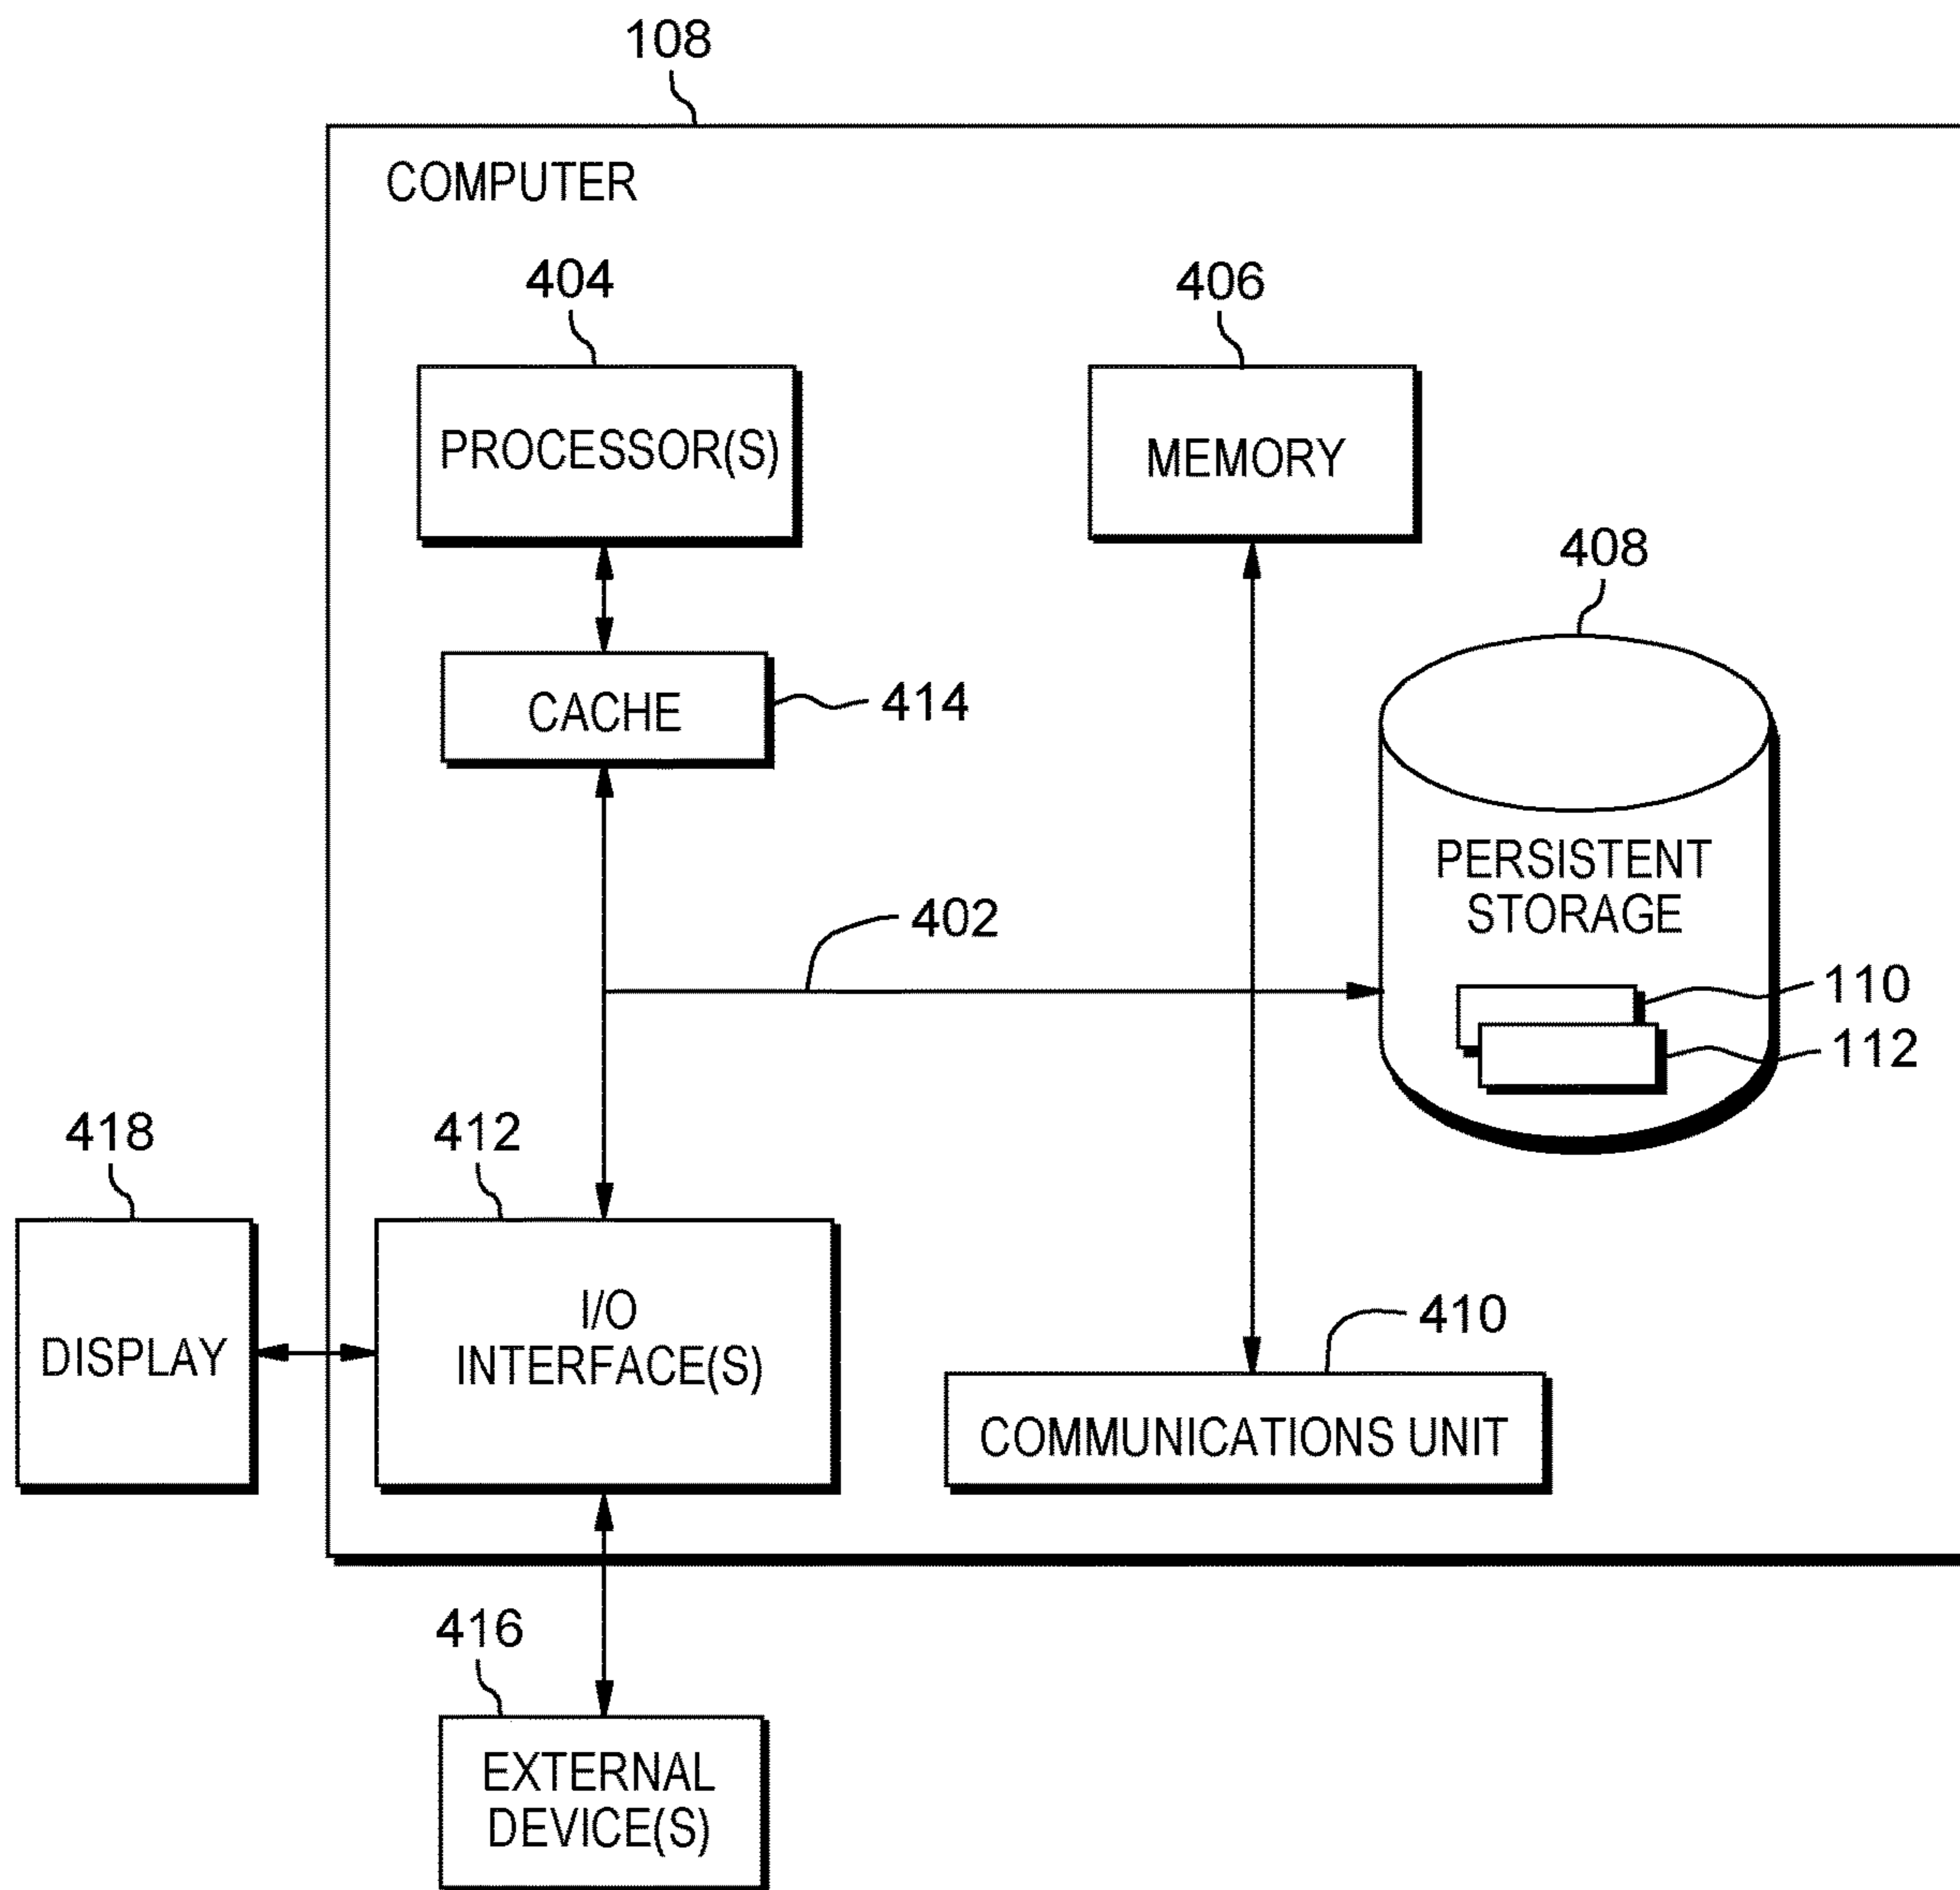 108
COMPUTER
404
406
PROCESSOR(S)
MEMORY
408
CACHE
414
PERSISTENT
STORAGE
402
110
112
418
412
DISPLAY
I/O
INTERFACE(S)
410
COMMUNICATIONS UNIT
416
EXTERNAL
DEVICE(S)